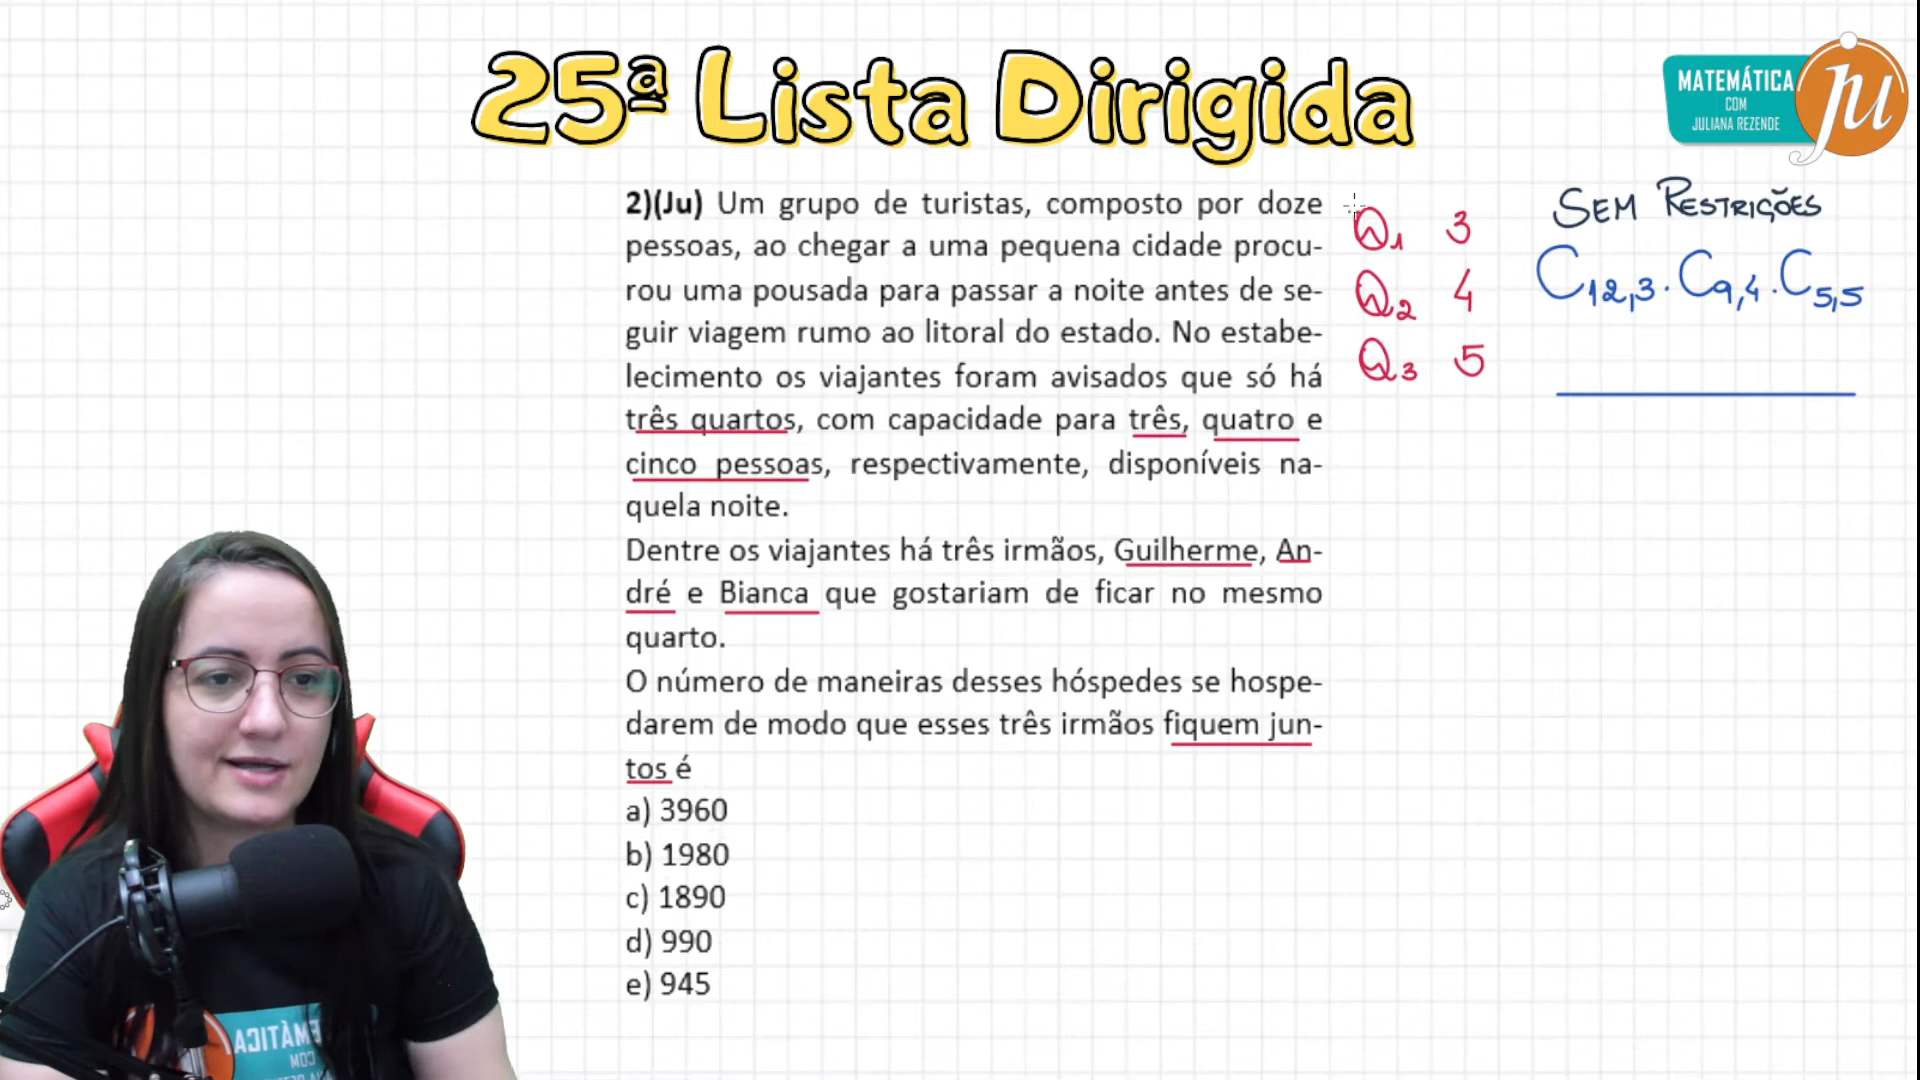 25ª Lista Dirigida
MATEMÁTICA
COM
JULIANA REZENDE
ju
2)(Ju) Um grupo de turistas, composto por doze
pessoas, ao chegar a uma pequena cidade procu-
rou uma pousada para passar a noite antes de se-
guir viagem rumo ao litoral do estado. No estabe-
lecimento os viajantes foram avisados que só há
três quartos, com capacidade para três, quatro e
cinco pessoas, respectivamente, disponíveis na-
quela noite.
Dentre os viajantes há três irmãos, Guilherme, An-
dré e Bianca que gostariam de ficar no mesmo
quarto.
O número de maneiras desses hóspedes se hospe-
darem de modo que esses três irmãos fiquem jun-
tos é
a) 3960
b) 1980
c) 1890
d) 990
e) 945
Q1 3
Q2 4
Q3 5
SEM RESTRIÇÕES
C12,3 . C9,4 . C5,5